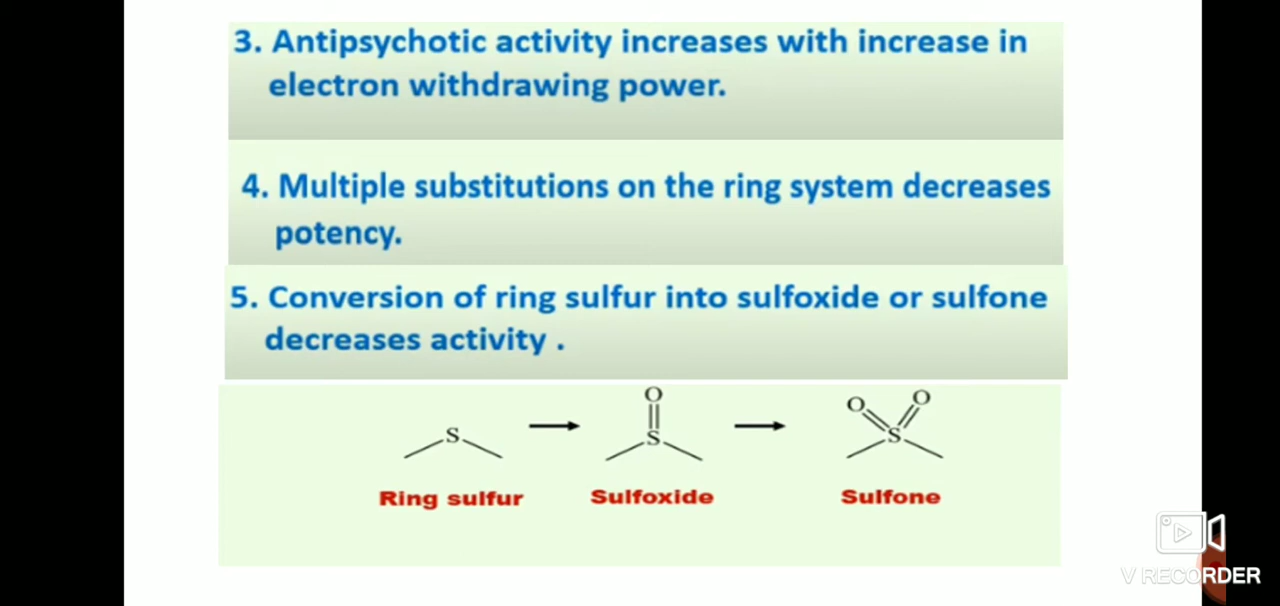 3. Antipsychotic activity increases with increase in
electron withdrawing power.
4. Multiple substitutions on the ring system decreases
potency.
5. Conversion of ring sulfur into sulfoxide or sulfone
decreases activity .
O
O
O
S
S
S
Ring sulfur
Sulfoxide
Sulfone
V RECORDER